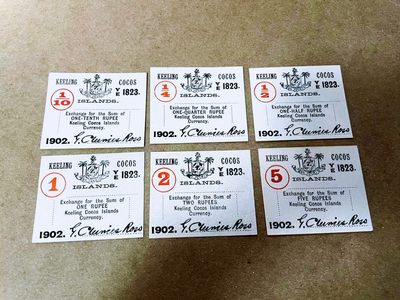 KEELING COCOS
1/10 YE 1823.
ISLANDS.
Exchange for the Sum of
ONE-TENTH RUPEE
Keeling Cocos Islands
Currency.
1902. G. Clunies Ross
KEELING COCOS
1/4 YE 1823.
ISLANDS.
Exchange for the Sum of
ONE-QUARTER RUPEE
Keeling Cocos Islands
Currency.
1902. G. Clunies Ross
KEELING COCOS
1/2 YE 1823.
ISLANDS.
Exchange for the Sum of
ONE-HALF RUPEE
Keeling Cocos Islands
Currency.
1902. G. Clunies Ross
KEELING COCOS
1 YE 1823.
ISLANDS.
Exchange for the Sum of
ONE RUPEE
Keeling Cocos Islands
Currency.
1902. G. Clunies Ross
KEELING COCOS
2 YE 1823.
ISLANDS.
Exchange for the Sum of
TWO RUPEES
Keeling Cocos Islands
Currency.
1902. G. Clunies Ross
KEELING COCOS
5 YE 1823.
ISLANDS.
Exchange for the Sum of
FIVE RUPEES
Keeling Cocos Islands
Currency.
1902. G. Clunies Ross